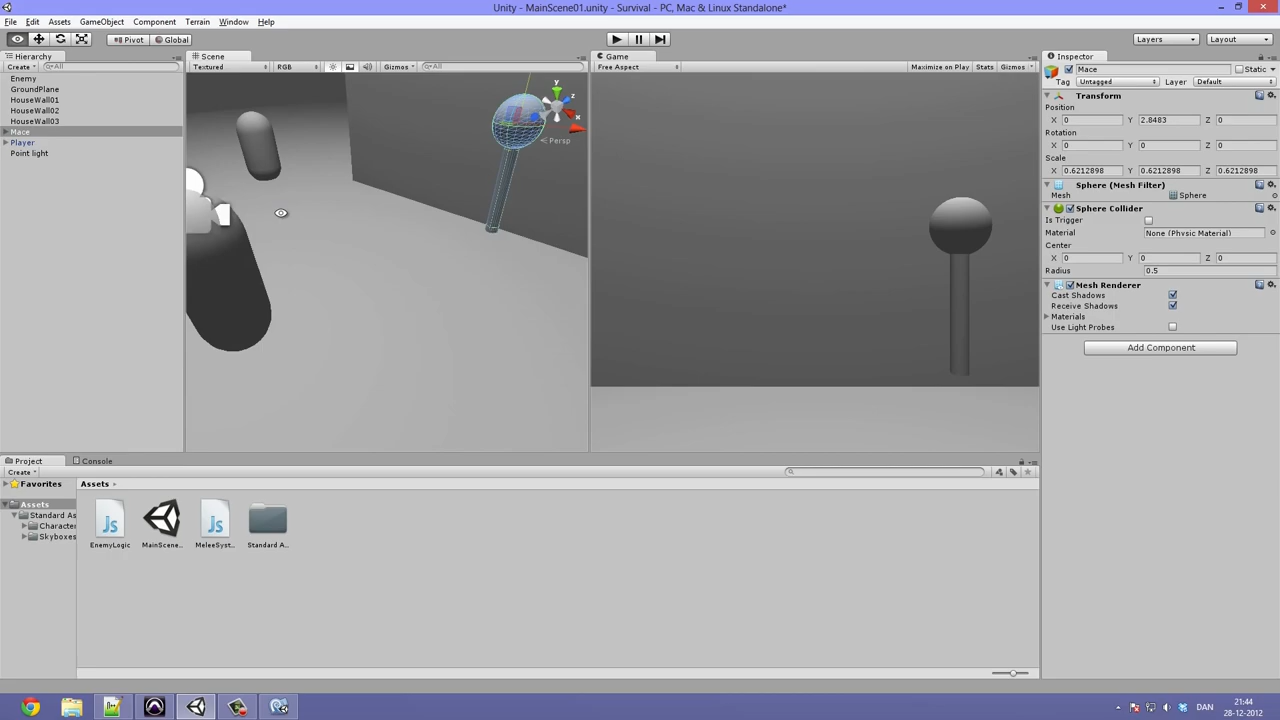 Unity - MainScene01.unity - Survival - PC, Mac & Linux Standalone*
File Edit Assets GameObject Component Terrain Window Help
Pivot Global Layers Layout
Hierarchy
Create All
Enemy
GroundPlane
HouseWall01
HouseWall02
HouseWall03
Mace
Player
Point light
Scene
Textured RGB Gizmos All
y
z
x
Persp
Game
Free Aspect Maximize on Play Stats Gizmos
Inspector
Mace Static
Tag Untagged Layer Default
Transform
Position
X 0 Y 2.8483 Z 0
Rotation
X 0 Y 0 Z 0
Scale
X 0.6212898 Y 0.6212898 Z 0.6212898
Sphere (Mesh Filter)
Mesh Sphere
Sphere Collider
Is Trigger
Material None (Physic Material)
Center
X 0 Y 0 Z 0
Radius 0.5
Mesh Renderer
Cast Shadows
Receive Shadows
Materials
Use Light Probes
Add Component
Project Console
Create
Favorites
Assets
Standard As
Character
Skyboxes
Assets
EnemyLogic MainScene... MeleeSyst... Standard A...
Js Js
DAN
21:44
28-12-2012